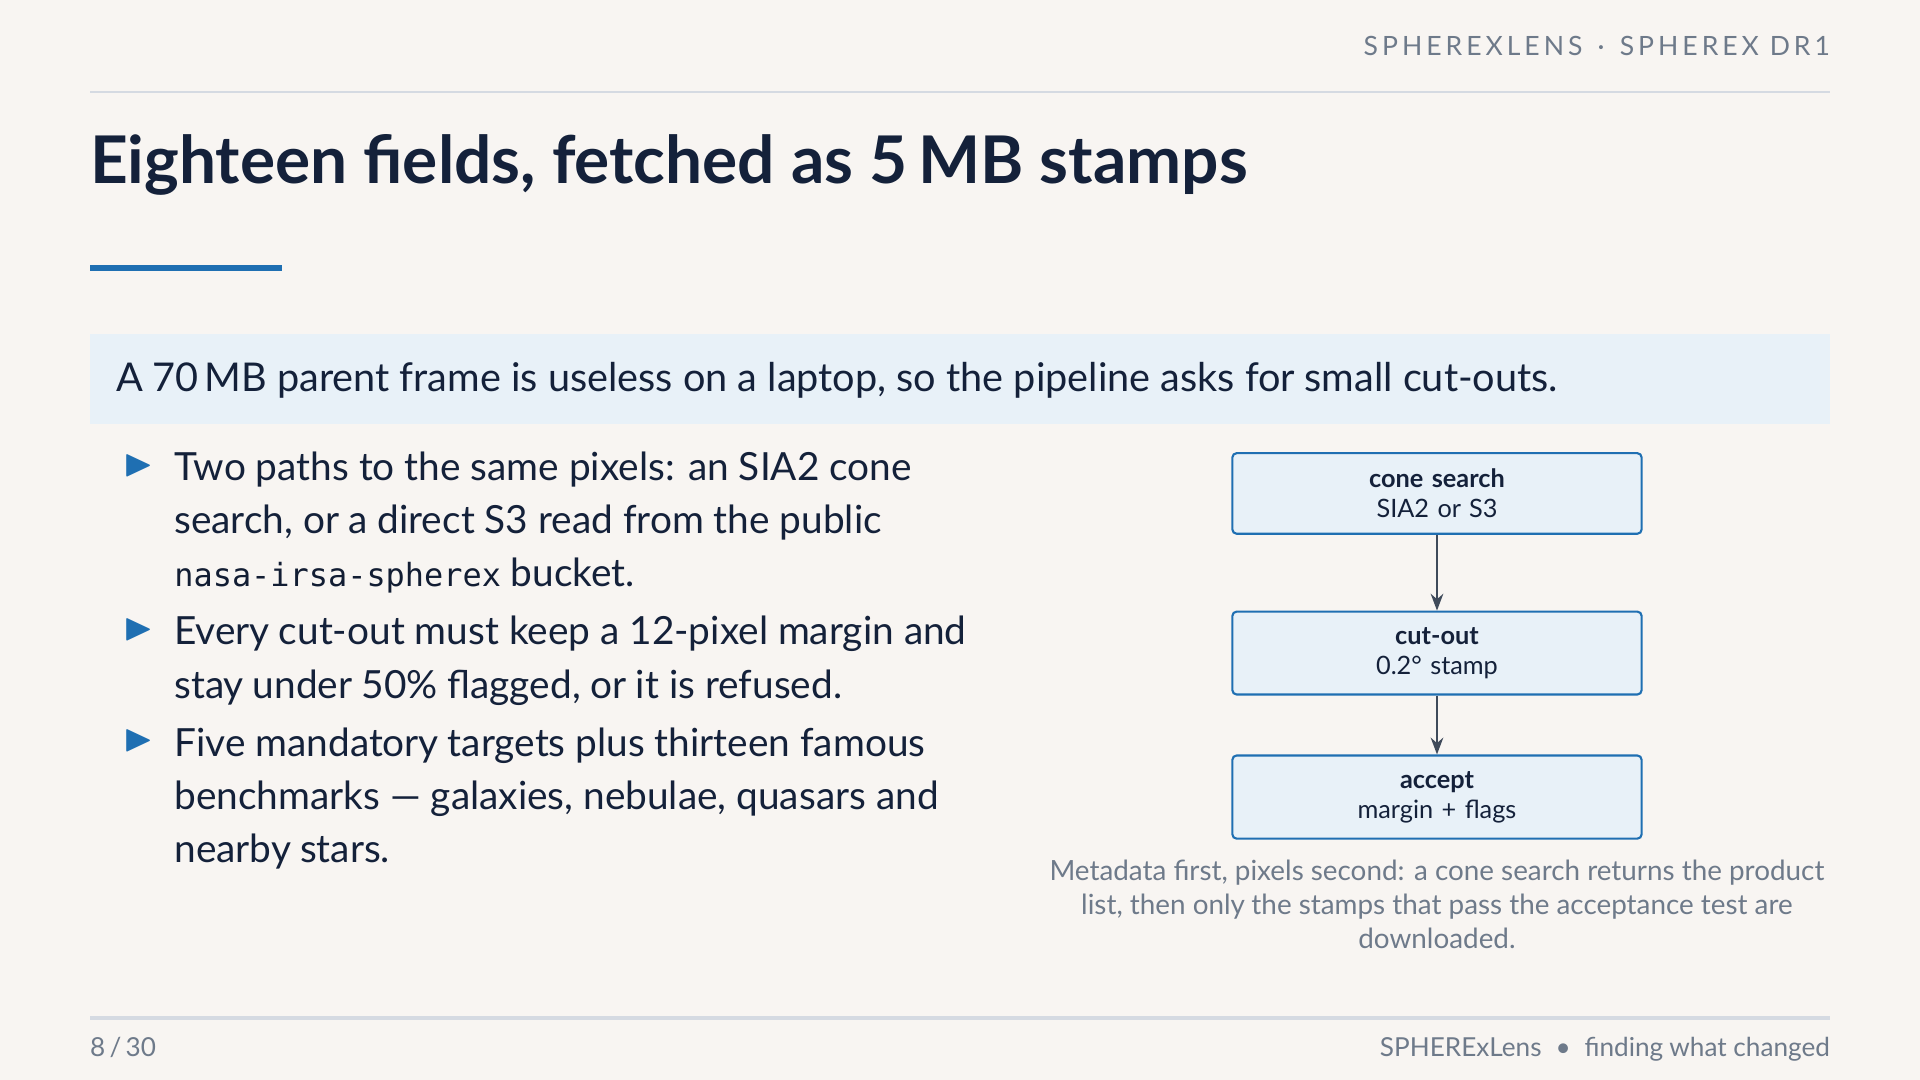 SPHEREXLENS · SPHEREX DR1
Eighteen fields, fetched as 5 MB stamps
A 70 MB parent frame is useless on a laptop, so the pipeline asks for small cut-outs.
Two paths to the same pixels: an SIA2 cone
search, or a direct S3 read from the public
nasa-irsa-spherex bucket.
Every cut-out must keep a 12-pixel margin and
stay under 50% flagged, or it is refused.
Five mandatory targets plus thirteen famous
benchmarks — galaxies, nebulae, quasars and
nearby stars.
cone search
SIA2 or S3
cut-out
0.2° stamp
accept
margin + flags
Metadata first, pixels second: a cone search returns the product
list, then only the stamps that pass the acceptance test are
downloaded.
8 / 30
SPHERExLens • finding what changed